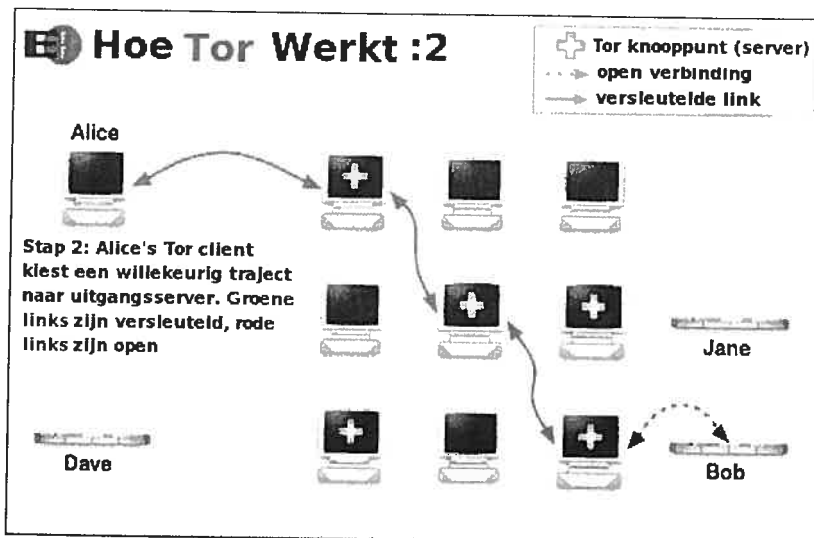 Hoe Tor Werkt :2
Tor knooppunt (server)
open verbinding
versleutelde link
Alice
Stap 2: Alice's Tor client
kiest een willekeurig traject
naar uitgangsserver. Groene
links zijn versleuteld, rode
links zijn open
Jane
Dave
Bob